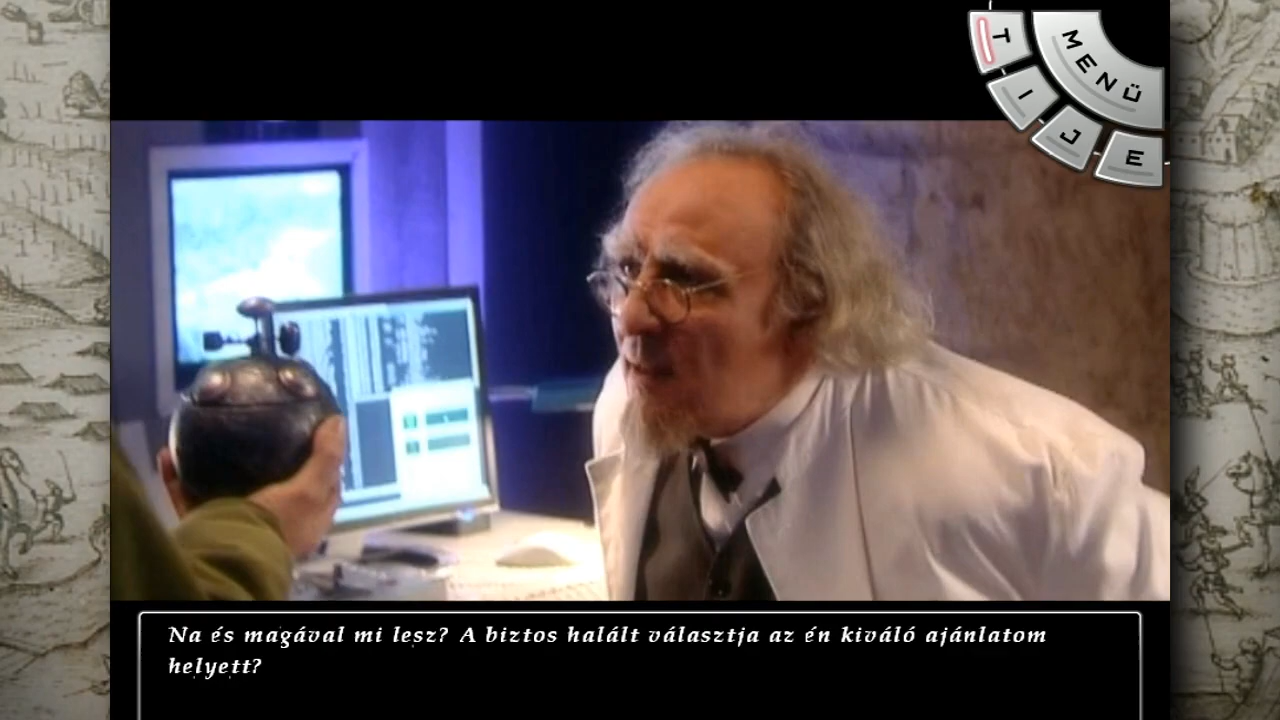 MENÜ
T
I
J
E
Na és magával mi lesz? A biztos halált választja az én kiváló ajánlatom
helyett?